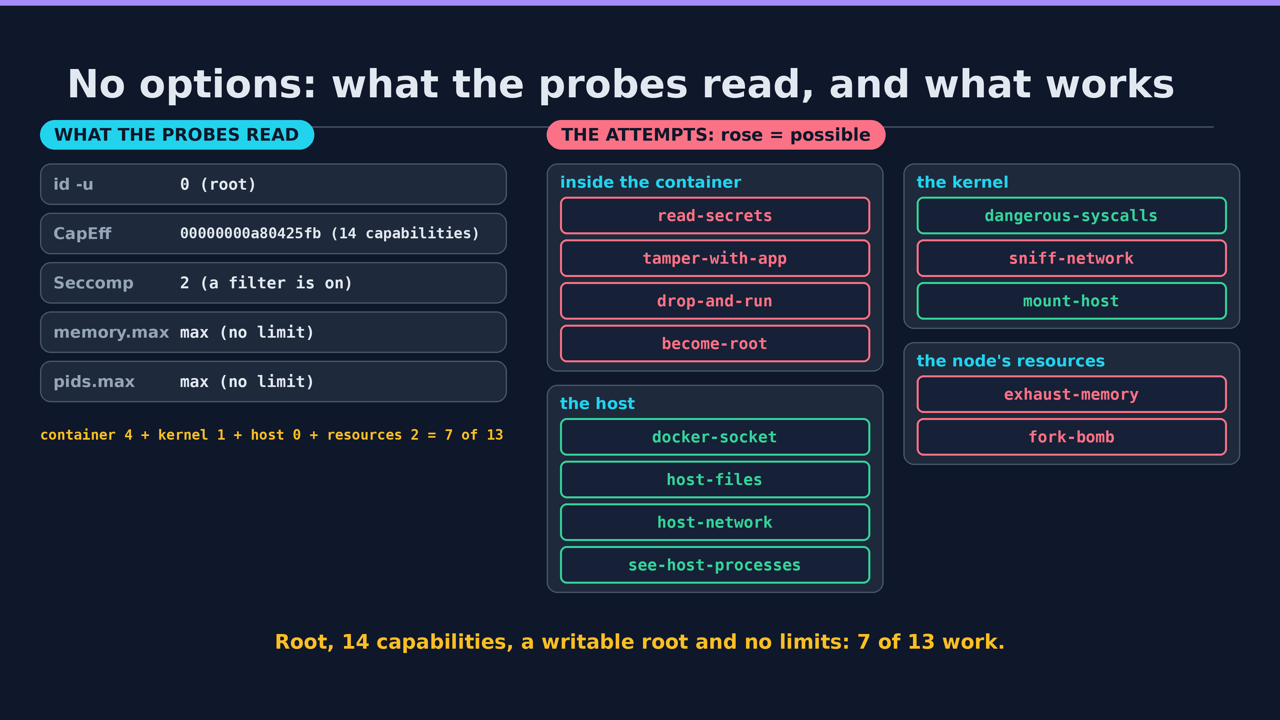 No options: what the probes read, and what works
WHAT THE PROBES READ
id -u 0 (root)
CapEff 00000000a80425fb (14 capabilities)
Seccomp 2 (a filter is on)
memory.max max (no limit)
pids.max max (no limit)
container 4 + kernel 1 + host 0 + resources 2 = 7 of 13
THE ATTEMPTS: rose = possible
inside the container
read-secrets
tamper-with-app
drop-and-run
become-root
the host
docker-socket
host-files
host-network
see-host-processes
the kernel
dangerous-syscalls
sniff-network
mount-host
the node's resources
exhaust-memory
fork-bomb
Root, 14 capabilities, a writable root and no limits: 7 of 13 work.